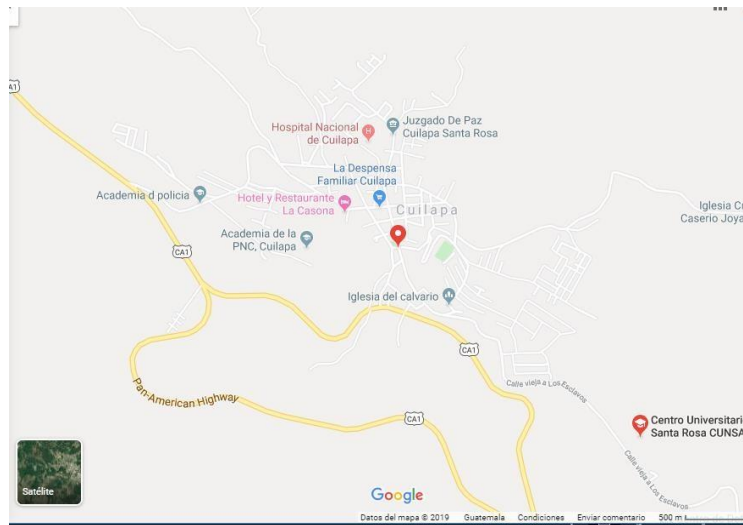 CA1
Hospital Nacional
de Cuilapa
Juzgado De Paz
Cuilapa Santa Rosa
La Despensa
Familiar Cuilapa
Academia d policia
Hotel y Restaurante
La Casona
Cuilapa
Iglesia
Caserio Joya
Academia de la
PNC, Cuilapa
CA1
Iglesia del calvario
CA1
Calle vieja a Los Esclavos
Pan-American Highway
CA1
Centro Universitari
Santa Rosa CUNSA
Calle vieja a Los Esclavos
Satélite
Google
Datos del mapa © 2019 Guatemala Condiciones Enviar comentario 500 m